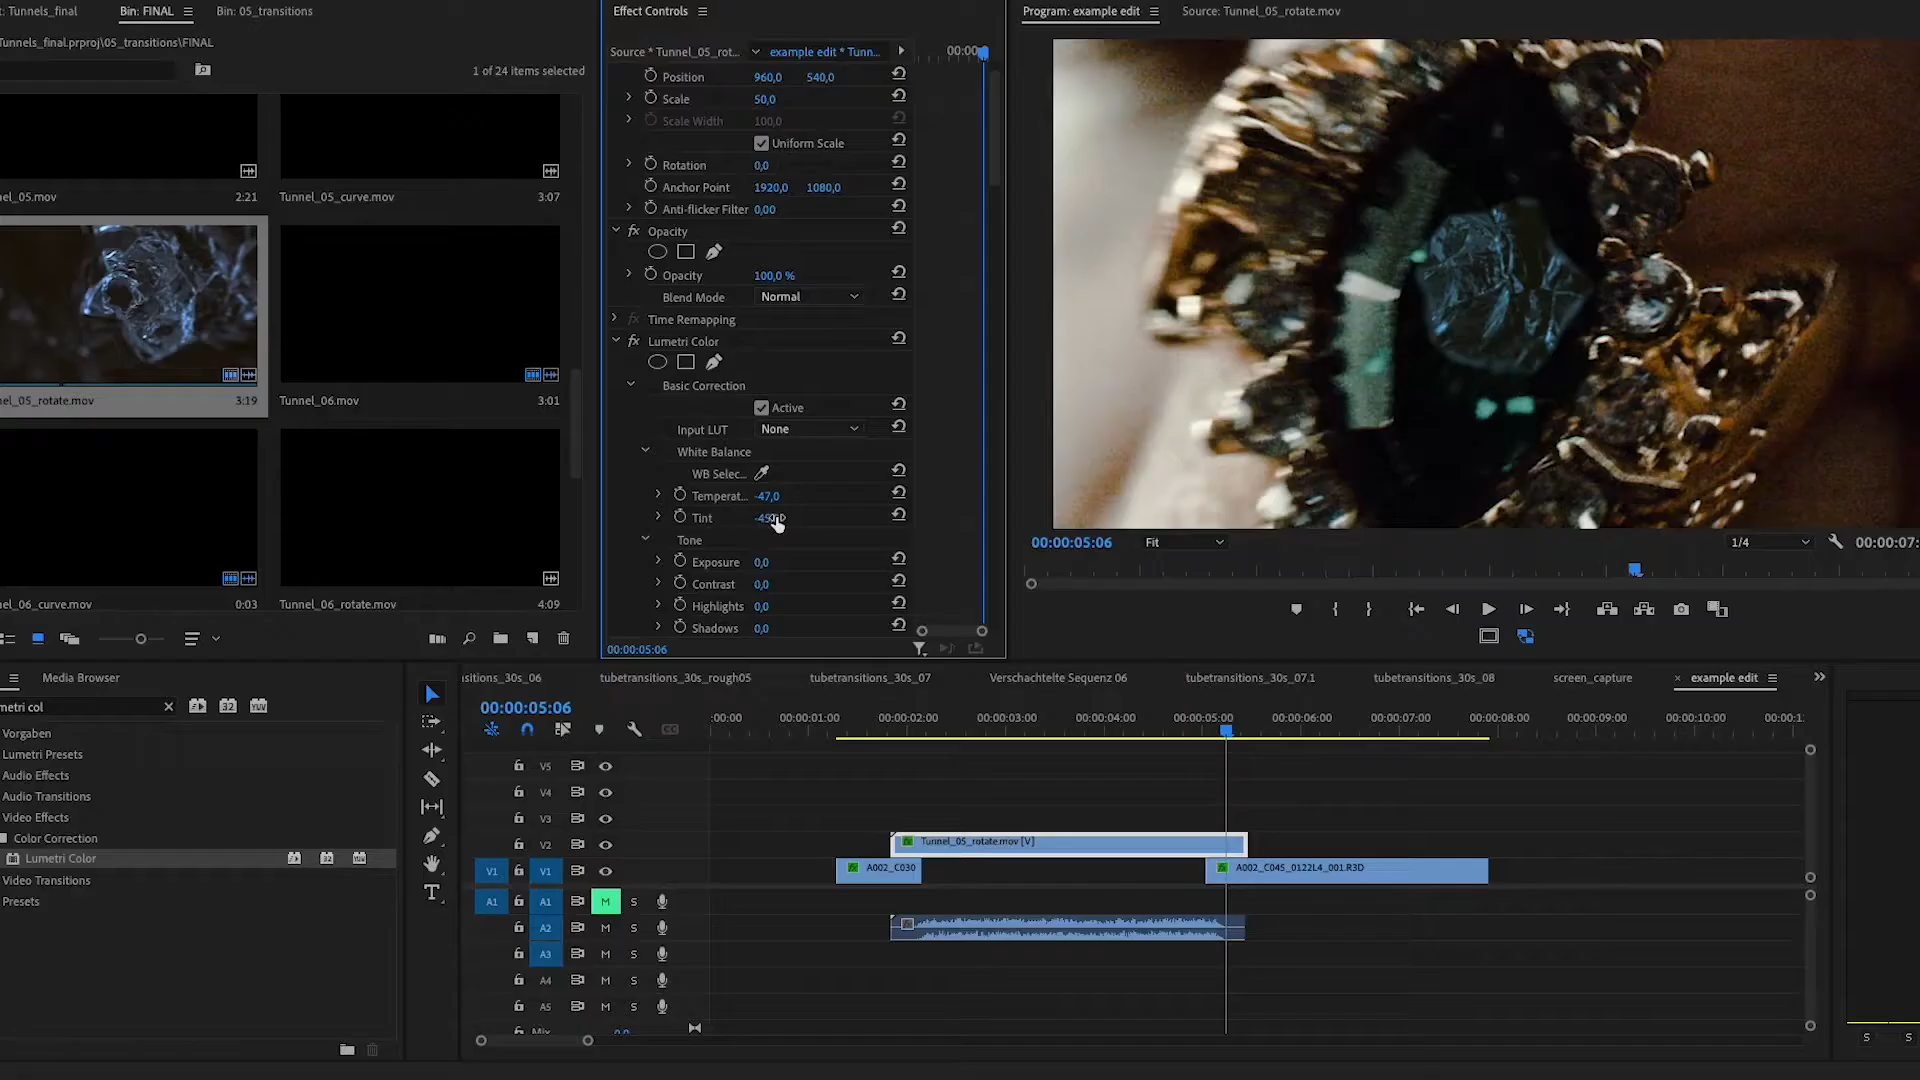 t: Tunnels_final
Bin: FINAL
Bin: 05_transitions
Tunnels_final.prproj\05_transitions\FINAL
1 of 24 items selected
nel_05.mov
2:21
Tunnel_05_curve.mov
3:07
nel_05_rotate.mov
3:19
Tunnel_06.mov
3:01
nel_06_curve.mov
0:03
Tunnel_06_rotate.mov
4:09
Effect Controls
Source * Tunnel_05_rot...
example edit * Tunn...
00:00
Position
960,0
540,0
Scale
50,0
Scale Width
100,0
Uniform Scale
Rotation
0,0
Anchor Point
1920,0
1080,0
Anti-flicker Filter
0,00
fx
Opacity
Opacity
100,0 %
Blend Mode
Normal
fx
Time Remapping
fx
Lumetri Color
Basic Correction
Active
Input LUT
None
White Balance
WB Selec...
Temperat...
-47,0
Tint
Tone
Exposure
0,0
Contrast
0,0
Highlights
0,0
Shadows
0,0
00:00:05:06
Program: example edit
Source: Tunnel_05_rotate.mov
00:00:05:06
Fit
1/4
00:00:07:
Media Browser
metri col
32
YUV
Vorgaben
Lumetri Presets
Audio Effects
Audio Transitions
Video Effects
Color Correction
Lumetri Color
32
YUV
Video Transitions
Presets
T
sitions_30s_06
tubetransitions_30s_rough05
tubetransitions_30s_07
Verschachtelte Sequenz 06
tubetransitions_30s_07.1
tubetransitions_30s_08
screen_capture
example edit
00:00:05:06
:00:00
00:00:01:00
00:00:02:00
00:00:03:00
00:00:04:00
00:00:05:00
00:00:06:00
00:00:07:00
00:00:08:00
00:00:09:00
00:00:10:00
00:00:1
V5
V4
V3
V2
Tunnel_05_rotate.mov [V]
V1
V1
A002_C030
A002_C045_0122L4_001.R3D
A1
A1
M
S
A2
M
S
A3
M
S
A4
M
S
A5
M
S
Mix
0,0
S
S